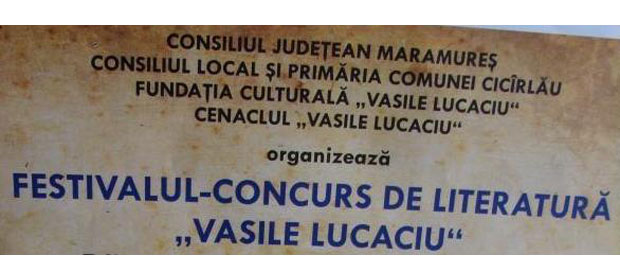 CONSILIUL JUDEȚEAN MARAMUREȘ
CONSILIUL LOCAL ȘI PRIMĂRIA COMUNEI CICÎRLĂU
FUNDAȚIA CULTURALĂ „VASILE LUCACIU“
CENACLUL „VASILE LUCACIU“
organizează
FESTIVALUL-CONCURS DE LITERATURĂ
„VASILE LUCACIU“